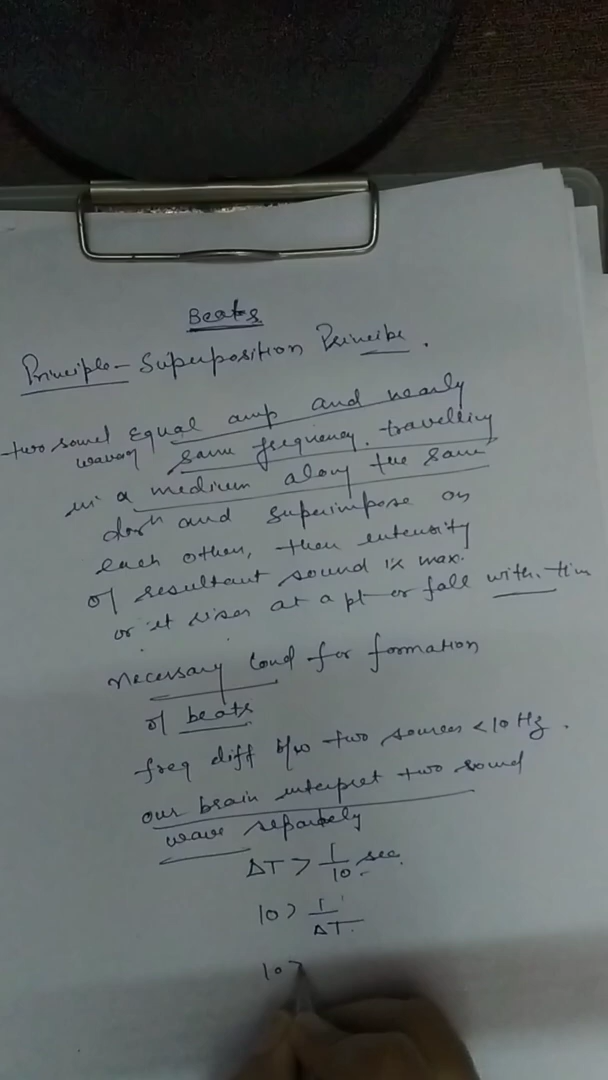 Beats
Principle - Superposition Principle.
two sound Equal amp and nearly
waves same frequency. travelling
in a medium along the same
dirⁿ and superimpose on
each other, then intensity
of resultant sound is max.
or it rises at a pt or fall with tim
Necessary Cond for formation
of beats
freq diff b/w two sources < 10 Hz.
our brain interpret two sound
wave separately
ΔT > 1/10 sec.
10 > 1/ΔT.
10 >